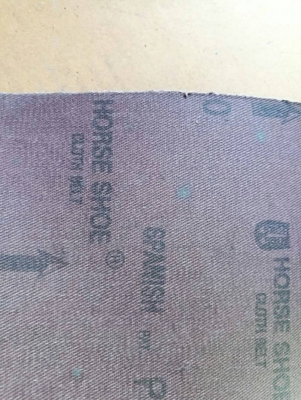 HORSE SHOE ®
CLOTH BELT
SPANISH
P
HORSE SHOE
CLOTH BELT